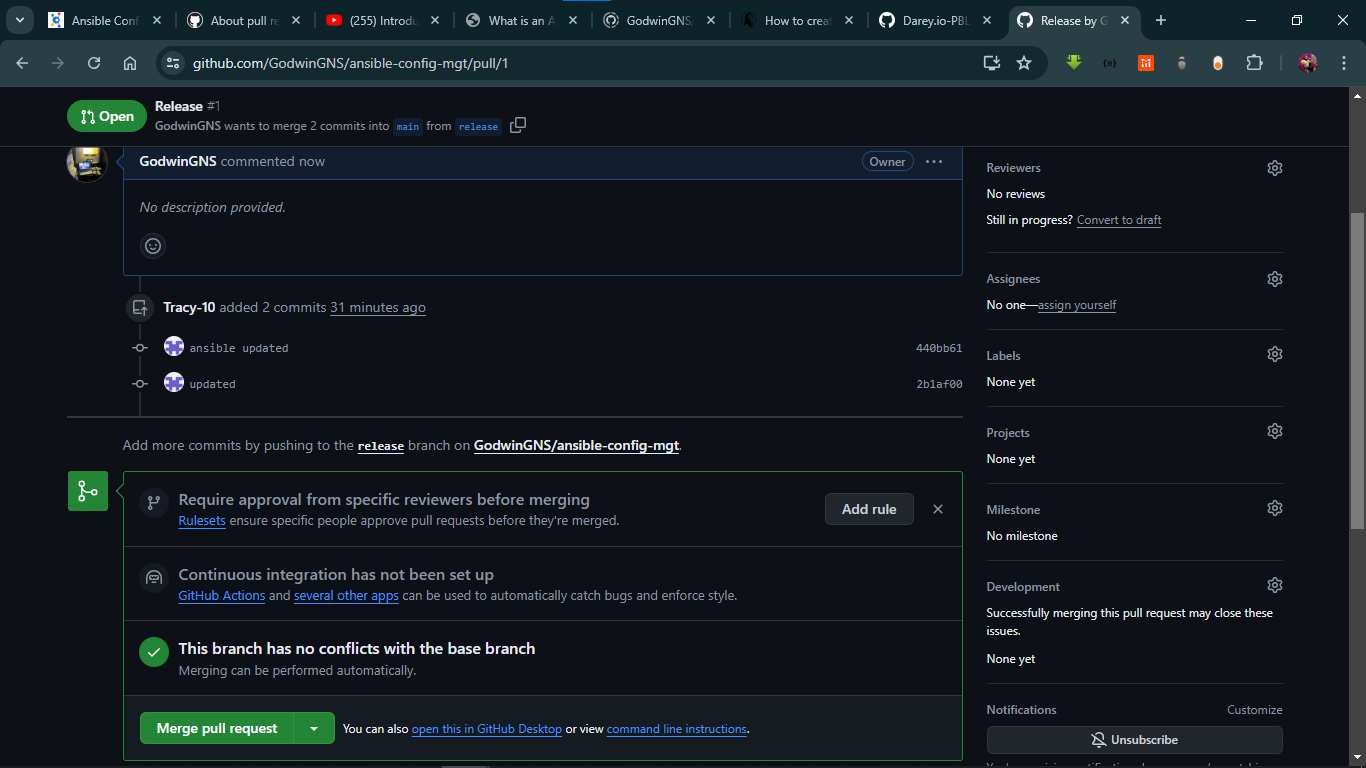 Ansible Conf
About pull re
(255) Introdu
What is an A
GodwinGNS/
How to creat
Darey.io-PBL
Release by G
github.com/GodwinGNS/ansible-config-mgt/pull/1
Open
Release #1
GodwinGNS wants to merge 2 commits into main from release
GodwinGNS commented now
Owner
No description provided.
Tracy-10 added 2 commits 31 minutes ago
ansible updated
440bb61
updated
2b1af00
Add more commits by pushing to the release branch on GodwinGNS/ansible-config-mgt.
Require approval from specific reviewers before merging
Rulesets ensure specific people approve pull requests before they're merged.
Add rule
Continuous integration has not been set up
GitHub Actions and several other apps can be used to automatically catch bugs and enforce style.
This branch has no conflicts with the base branch
Merging can be performed automatically.
Merge pull request
You can also open this in GitHub Desktop or view command line instructions.
Reviewers
No reviews
Still in progress? Convert to draft
Assignees
No one—assign yourself
Labels
None yet
Projects
None yet
Milestone
No milestone
Development
Successfully merging this pull request may close these
issues.
None yet
Notifications
Customize
Unsubscribe